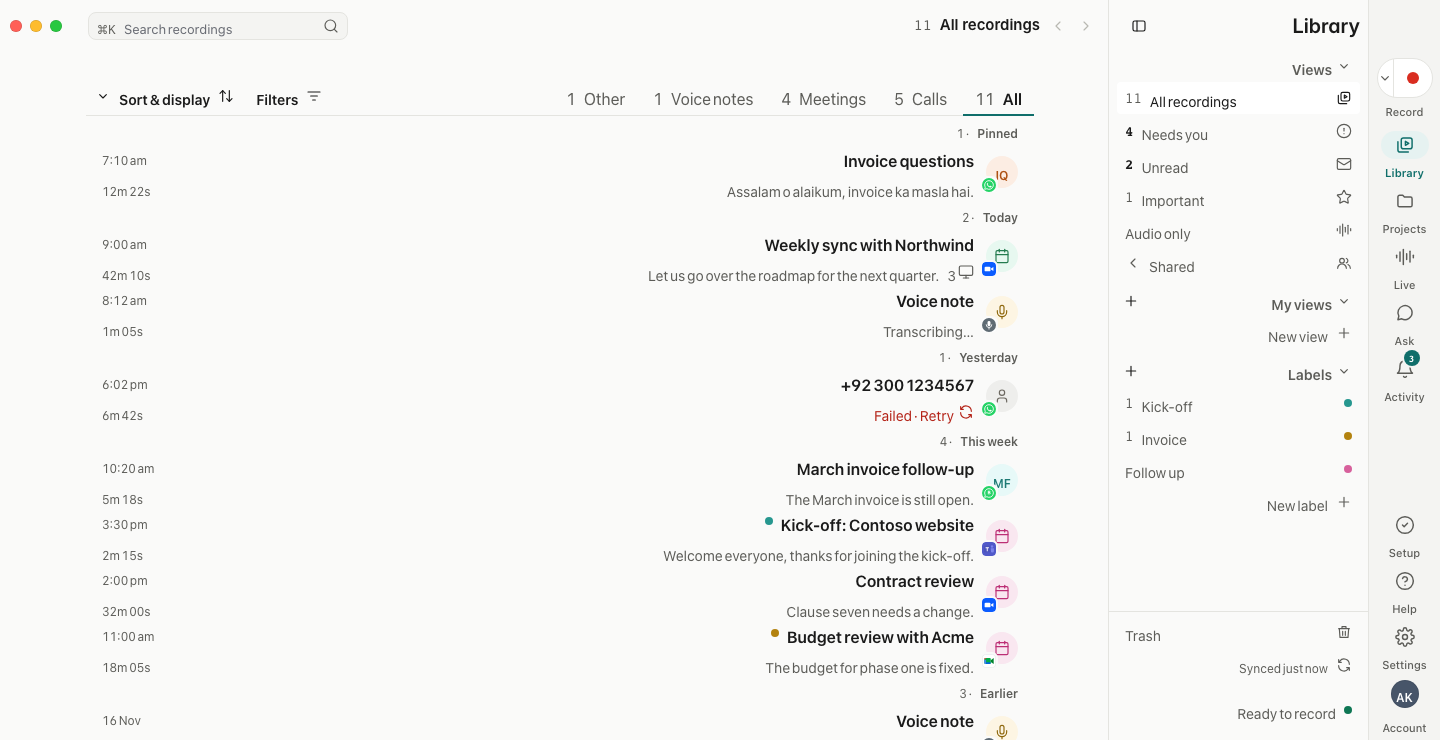 ⌘K Search recordings
11 All recordings
Sort & display
Filters
1 Other
1 Voice notes
4 Meetings
5 Calls
11 All
1 · Pinned
7:10 am
Invoice questions
IQ
12m 22s
Assalam o alaikum, invoice ka masla hai.
2 · Today
9:00 am
Weekly sync with Northwind
42m 10s
Let us go over the roadmap for the next quarter. 3
8:12 am
Voice note
1m 05s
Transcribing...
1 · Yesterday
6:02 pm
+92 300 1234567
6m 42s
Failed · Retry
4 · This week
10:20 am
March invoice follow-up
MF
5m 18s
The March invoice is still open.
3:30 pm
Kick-off: Contoso website
2m 15s
Welcome everyone, thanks for joining the kick-off.
2:00 pm
Contract review
32m 00s
Clause seven needs a change.
11:00 am
Budget review with Acme
18m 05s
The budget for phase one is fixed.
3 · Earlier
16 Nov
Voice note
Library
Views
11 All recordings
4 Needs you
2 Unread
1 Important
Audio only
Shared
My views
New view
Labels
1 Kick-off
1 Invoice
Follow up
New label
Trash
Synced just now
Ready to record
Record
Library
Projects
Live
Ask
3
Activity
Setup
Help
Settings
AK
Account